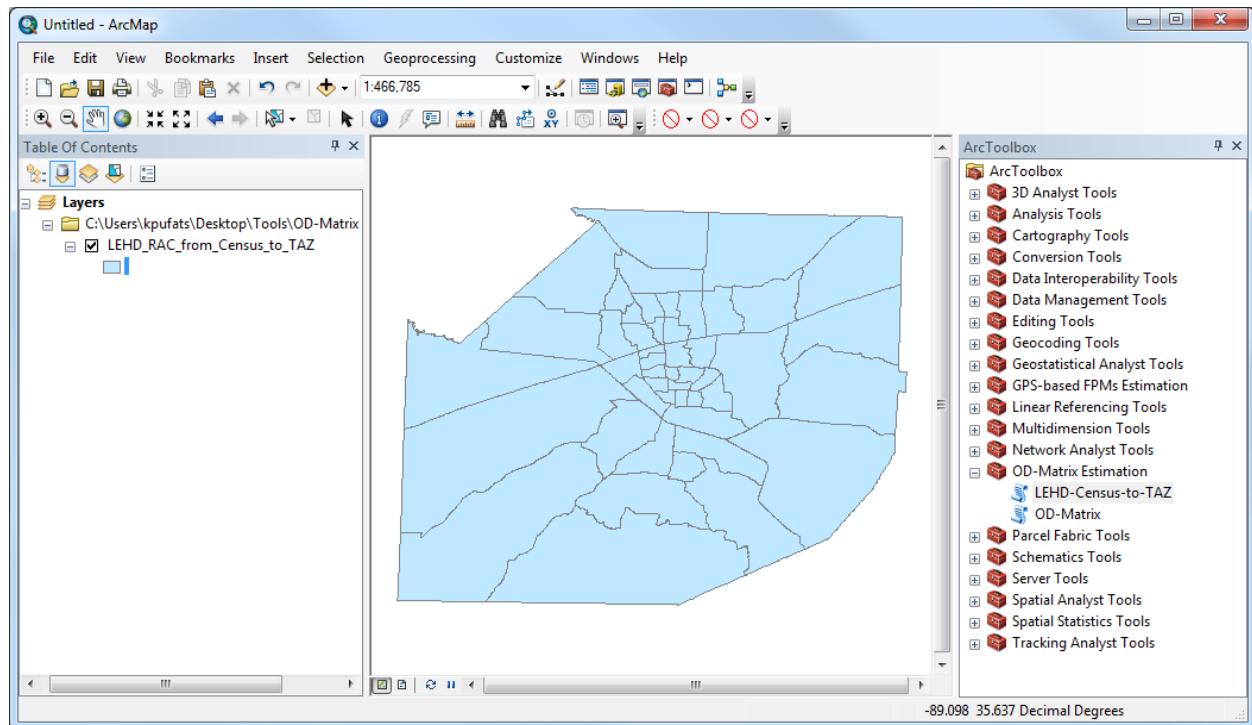 Untitled - ArcMap
File Edit View Bookmarks Insert Selection Geoprocessing Customize Windows Help
1:466,785
XY
Table Of Contents
Layers
C:\Users\kpufats\Desktop\Tools\OD-Matrix
LEHD_RAC_from_Census_to_TAZ
ArcToolbox
ArcToolbox
3D Analyst Tools
Analysis Tools
Cartography Tools
Conversion Tools
Data Interoperability Tools
Data Management Tools
Editing Tools
Geocoding Tools
Geostatistical Analyst Tools
GPS-based FPMs Estimation
Linear Referencing Tools
Multidimension Tools
Network Analyst Tools
OD-Matrix Estimation
LEHD-Census-to-TAZ
OD-Matrix
Parcel Fabric Tools
Schematics Tools
Server Tools
Spatial Analyst Tools
Spatial Statistics Tools
Tracking Analyst Tools
-89.098 35.637 Decimal Degrees